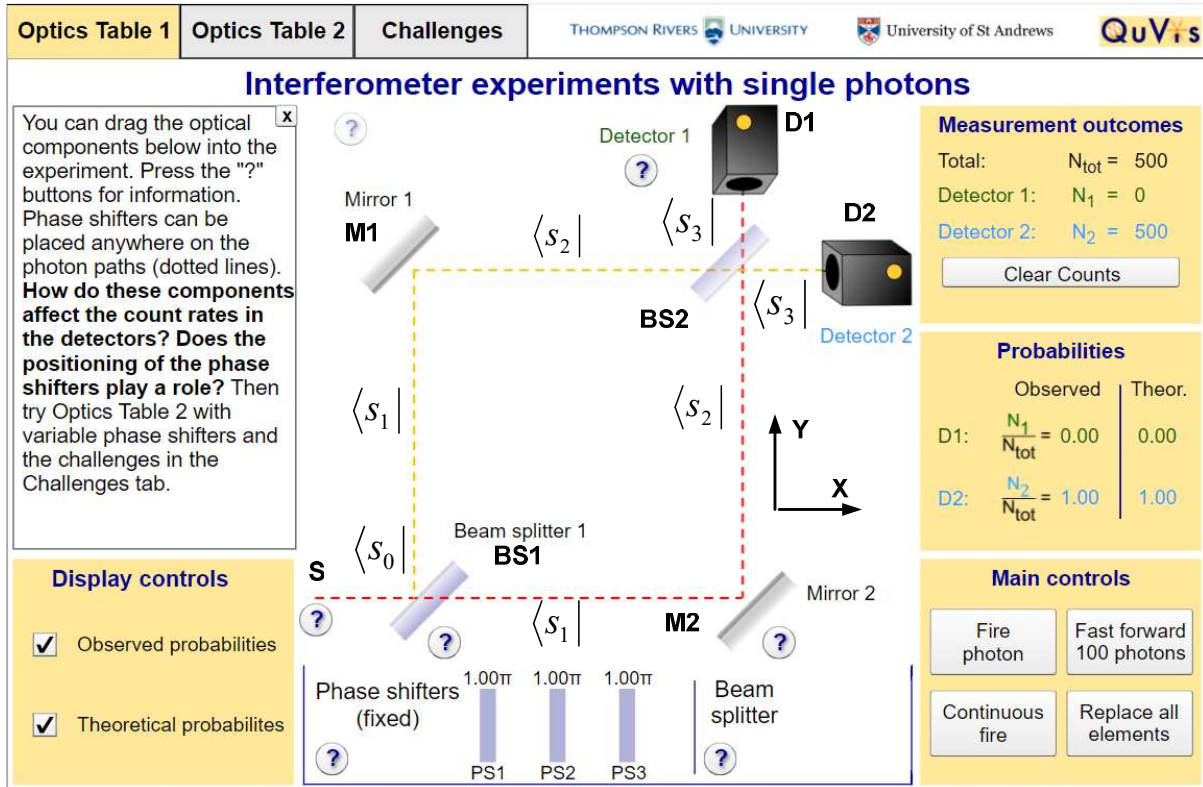 Optics Table 1
Optics Table 2
Challenges
THOMPSON RIVERS UNIVERSITY
University of St Andrews
QuVis
Interferometer experiments with single photons
x
You can drag the optical
components below into the
experiment. Press the "?"
buttons for information.
Phase shifters can be
placed anywhere on the
photon paths (dotted lines).
How do these components
affect the count rates in
the detectors? Does the
positioning of the phase
shifters play a role? Then
try Optics Table 2 with
variable phase shifters and
the challenges in the
Challenges tab.
Display controls
Observed probabilities
Theoretical probabilites
?
Detector 1
D1
?
Mirror 1
M1
⟨s₂|
⟨s₃|
D2
BS2
⟨s₃|
Detector 2
⟨s₁|
⟨s₂|
Y
X
⟨s₀|
Beam splitter 1
BS1
S
?
?
⟨s₁|
M2
Mirror 2
?
Phase shifters
(fixed)
?
1.00π 1.00π 1.00π
PS1 PS2 PS3
Beam
splitter
?
Measurement outcomes
Total: Nₜₒₜ = 500
Detector 1: N₁ = 0
Detector 2: N₂ = 500
Clear Counts
Probabilities
Observed Theor.
D1: N₁/Nₜₒₜ = 0.00 0.00
D2: N₂/Nₜₒₜ = 1.00 1.00
Main controls
Fire
photon
Fast forward
100 photons
Continuous
fire
Replace all
elements